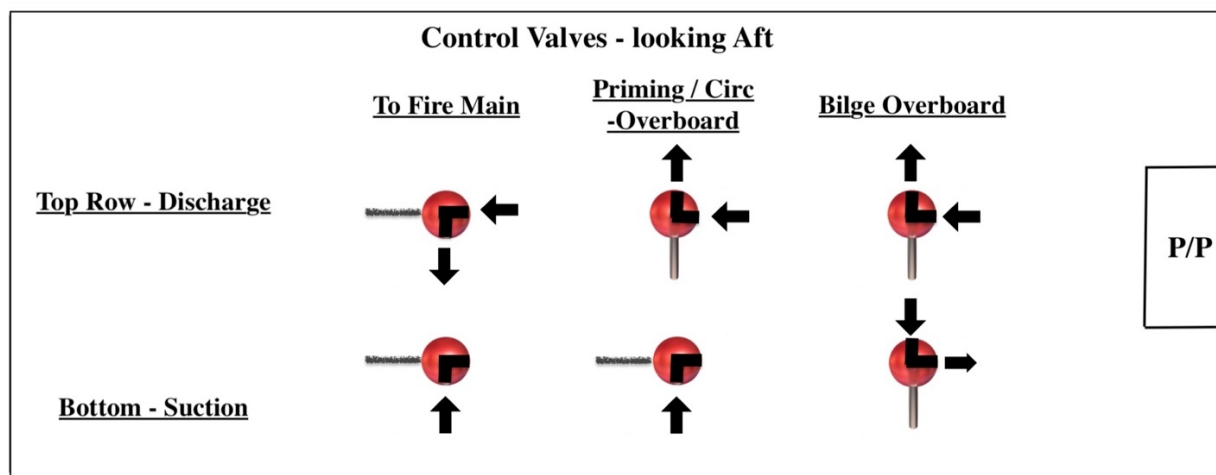 Control Valves - looking Aft
To Fire Main
Priming / Circ
-Overboard
Bilge Overboard
Top Row - Discharge
P/P
Bottom - Suction